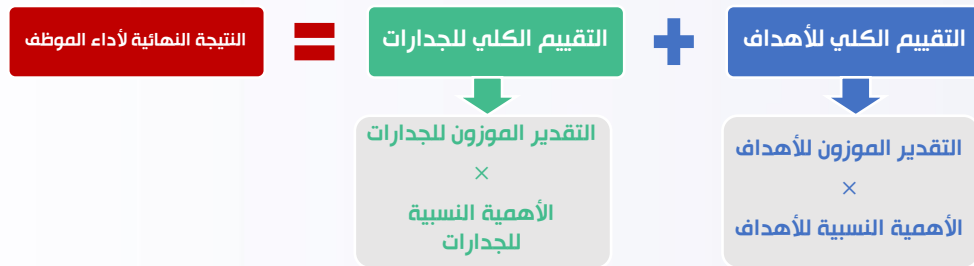 التقييم الكلي للأهداف
+
التقييم الكلي للجدارات
=
النتيجة النهائية لأداء الموظف
التقدير الموزون للأهداف
×
الأهمية النسبية للأهداف
التقدير الموزون للجدارات
×
الأهمية النسبية
للجدارات